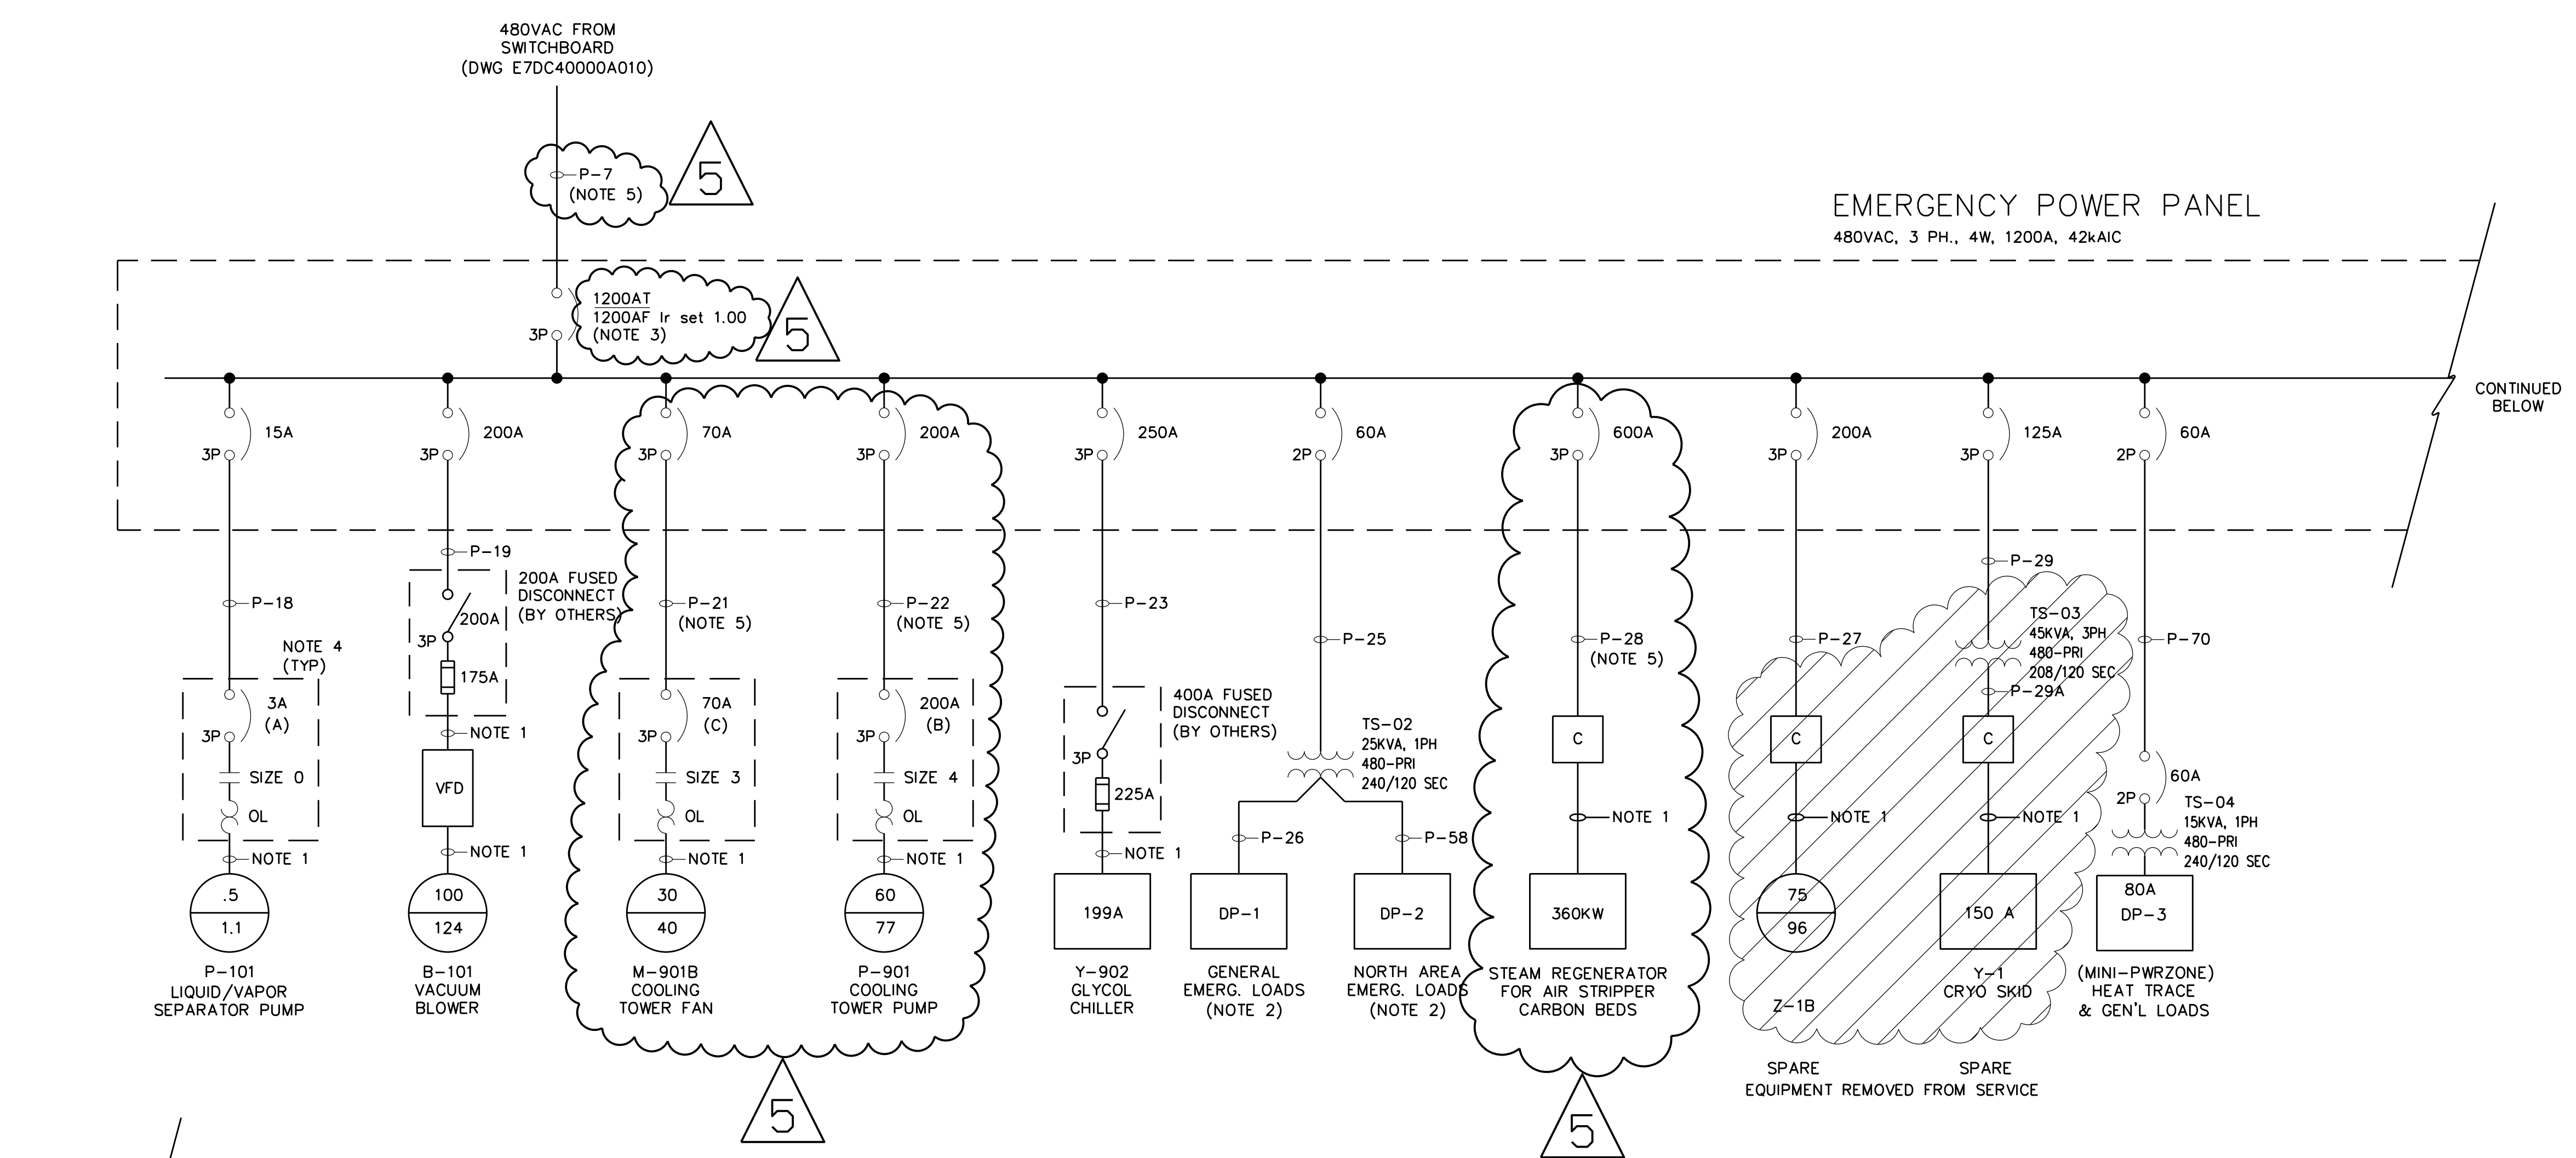 480VAC FROM
SWITCHBOARD
(DWG E7DC40000A010)
P-7
(NOTE 5)
5
EMERGENCY POWER PANEL
480VAC, 3 PH., 4W, 1200A, 42kAIC
1200AT
1200AF Ir set 1.00
(NOTE 3)
3P
5
CONTINUED
BELOW
15A
3P
200A
3P
70A
3P
200A
3P
250A
3P
60A
2P
600A
3P
200A
3P
125A
3P
60A
2P
P-18
NOTE 4
(TYP)
3A
(A)
3P
SIZE 0
OL
NOTE 1
.5
1.1
P-101
LIQUID/VAPOR
SEPARATOR PUMP
P-19
200A FUSED
DISCONNECT
(BY OTHERS)
200A
3P
175A
NOTE 1
VFD
NOTE 1
100
124
B-101
VACUUM
BLOWER
P-21
(NOTE 5)
70A
(C)
3P
SIZE 3
OL
NOTE 1
30
40
M-901B
COOLING
TOWER FAN
P-22
(NOTE 5)
200A
(B)
3P
SIZE 4
OL
NOTE 1
60
77
P-901
COOLING
TOWER PUMP
5
P-23
400A FUSED
DISCONNECT
(BY OTHERS)
3P
225A
NOTE 1
199A
Y-902
GLYCOL
CHILLER
P-25
TS-02
25KVA, 1PH
480-PRI
240/120 SEC
P-26
DP-1
GENERAL
EMERG. LOADS
(NOTE 2)
P-58
DP-2
NORTH AREA
EMERG. LOADS
(NOTE 2)
P-28
(NOTE 5)
C
NOTE 1
360KW
STEAM REGENERATOR
FOR AIR STRIPPER
CARBON BEDS
5
P-27
C
NOTE 1
75
96
Z-1B
SPARE
P-29
TS-03
45KVA, 3PH
480-PRI
208/120 SEC
P-29A
C
NOTE 1
150 A
Y-1
CRYO SKID
SPARE
EQUIPMENT REMOVED FROM SERVICE
P-70
60A
2P
TS-04
15KVA, 1PH
480-PRI
240/120 SEC
80A
DP-3
(MINI-PWRZONE)
HEAT TRACE
& GEN'L LOADS